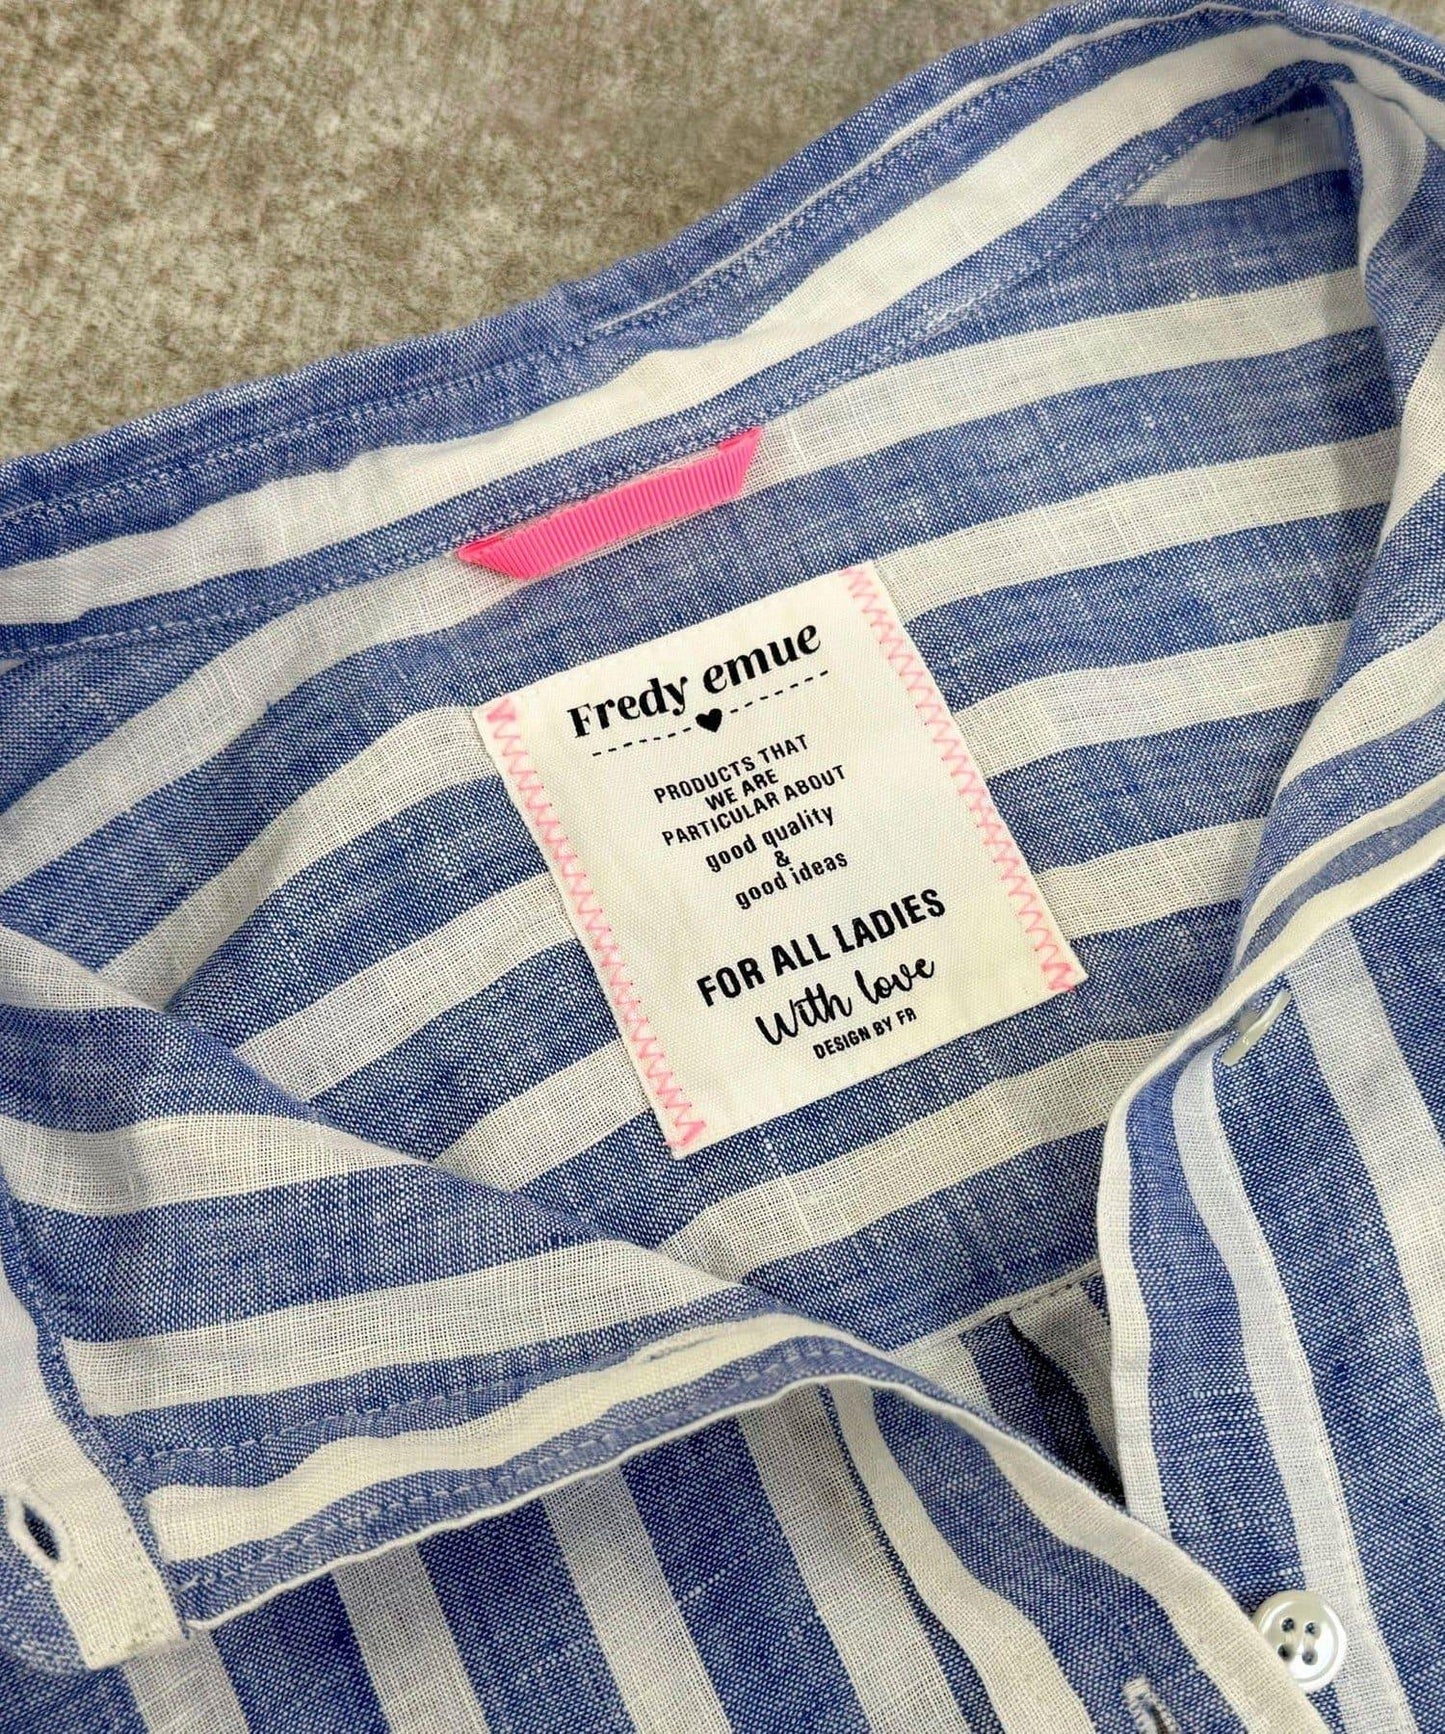 Fredy emue
PRODUCTS THAT
WE ARE
PARTICULAR ABOUT
good quality
&
good ideas
FOR ALL LADIES
With love
DESIGN BY FR